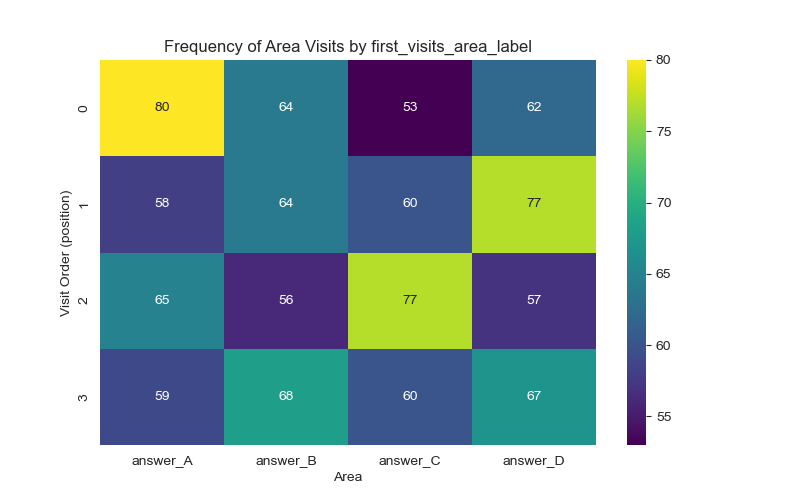 Frequency of Area Visits by first_visits_area_label
Visit Order (position)
0 80 64 53 62
1 58 64 60 77
2 65 56 77 57
3 59 68 60 67
answer_A answer_B answer_C answer_D
Area
80
75
70
65
60
55